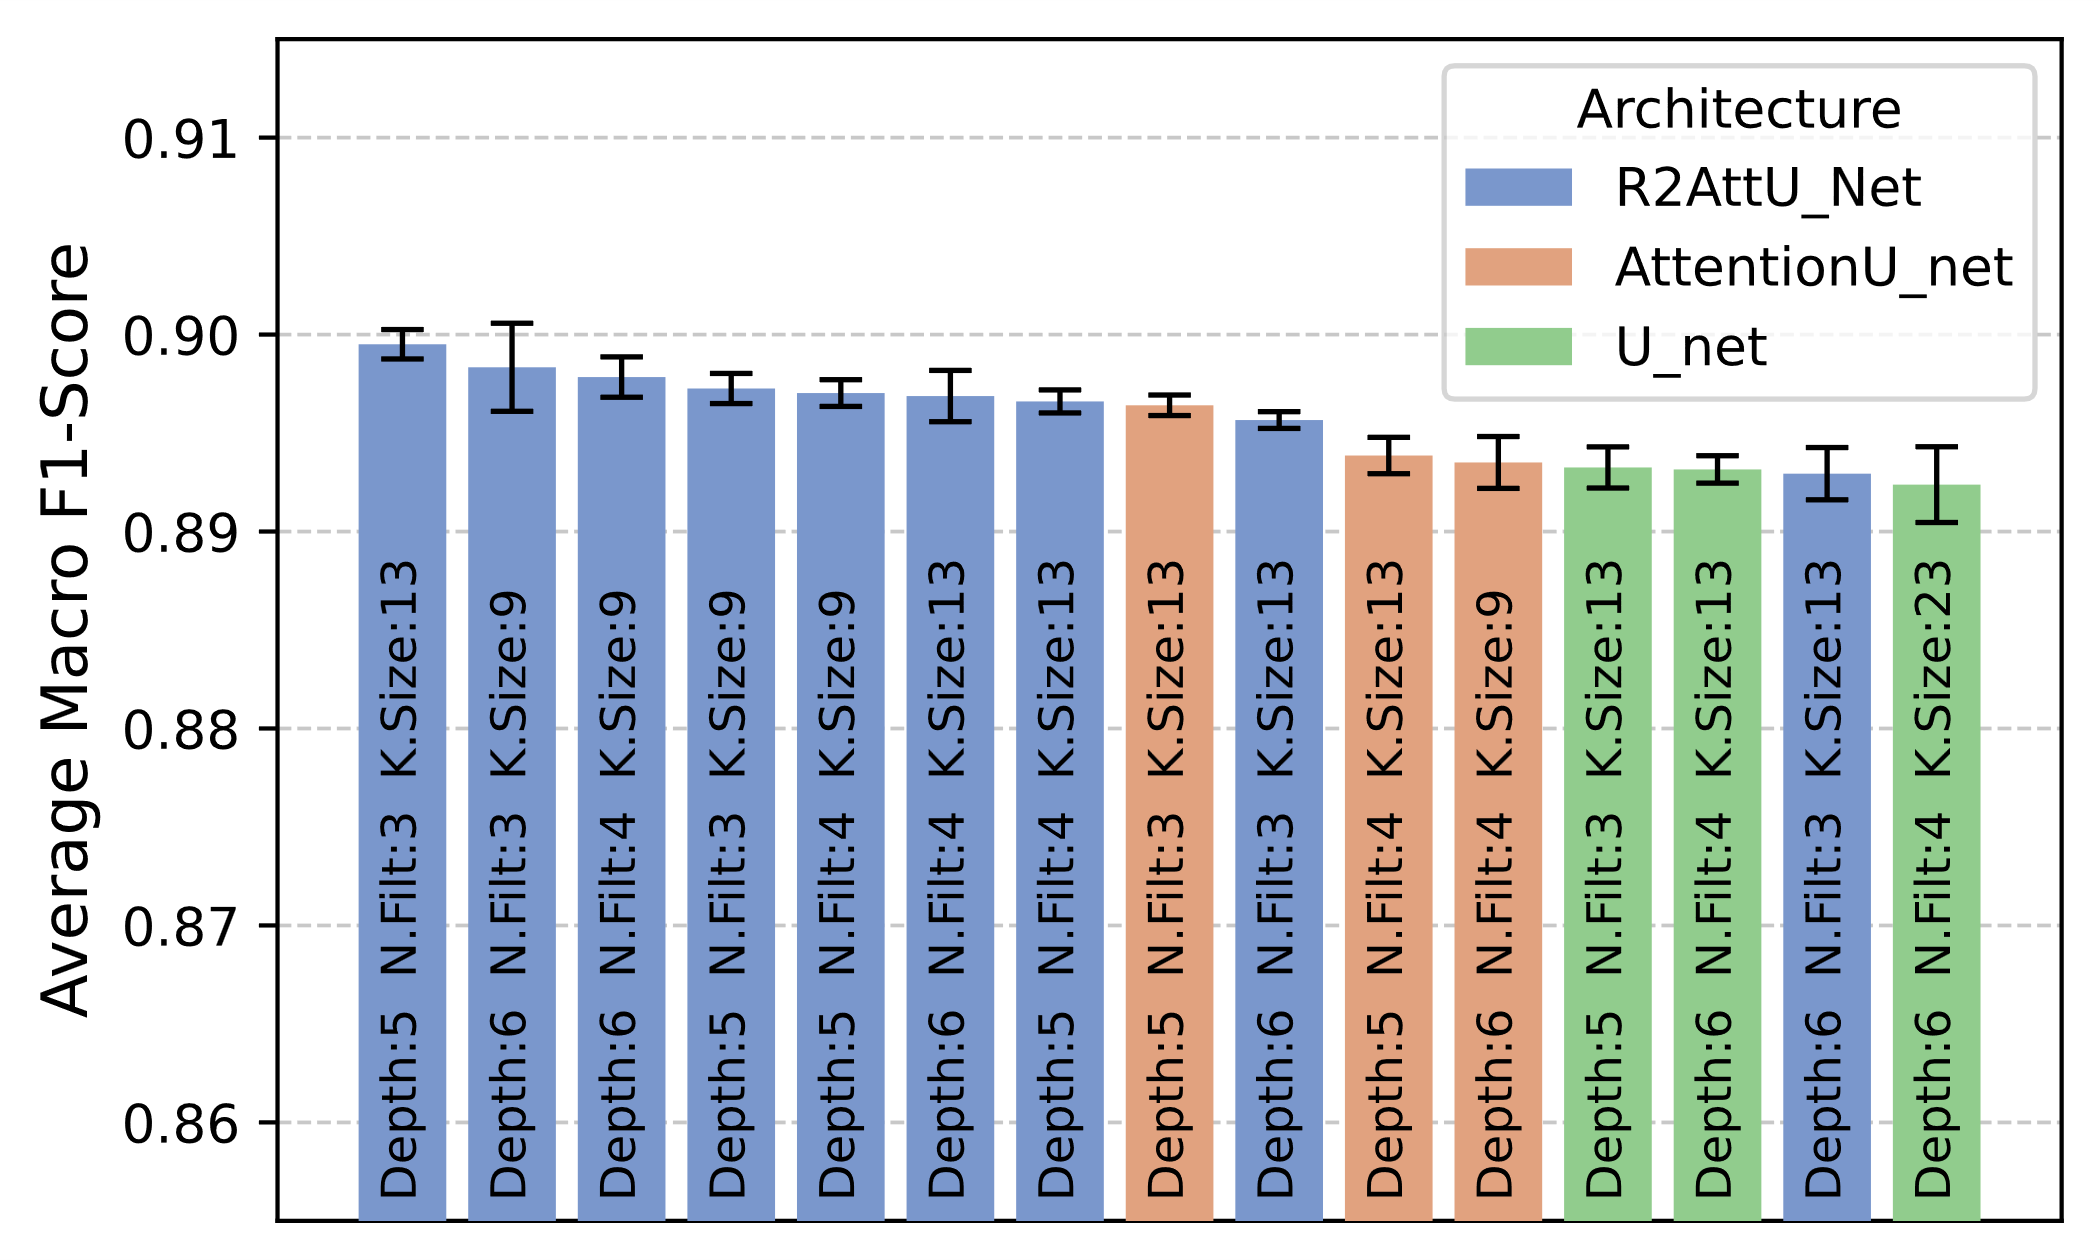 Average Macro F1-Score
0.91
0.90
0.89
0.88
0.87
0.86
Architecture
R2AttU_Net
AttentionU_net
U_net
Depth:5 N.Filt:3 K.Size:13
Depth:6 N.Filt:3 K.Size:9
Depth:6 N.Filt:4 K.Size:9
Depth:5 N.Filt:3 K.Size:9
Depth:5 N.Filt:4 K.Size:9
Depth:6 N.Filt:4 K.Size:13
Depth:5 N.Filt:4 K.Size:13
Depth:5 N.Filt:3 K.Size:13
Depth:6 N.Filt:3 K.Size:13
Depth:5 N.Filt:4 K.Size:13
Depth:6 N.Filt:4 K.Size:9
Depth:5 N.Filt:3 K.Size:13
Depth:6 N.Filt:4 K.Size:13
Depth:6 N.Filt:3 K.Size:13
Depth:6 N.Filt:4 K.Size:23